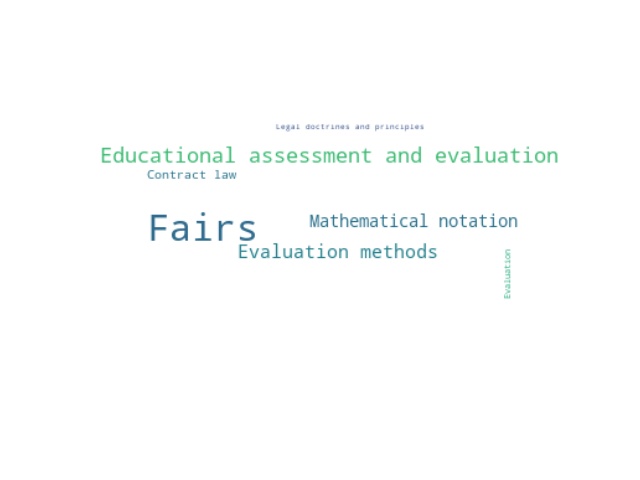 Legal doctrines and principles
Educational assessment and evaluation
Contract law
Fairs
Mathematical notation
Evaluation methods
Evaluation